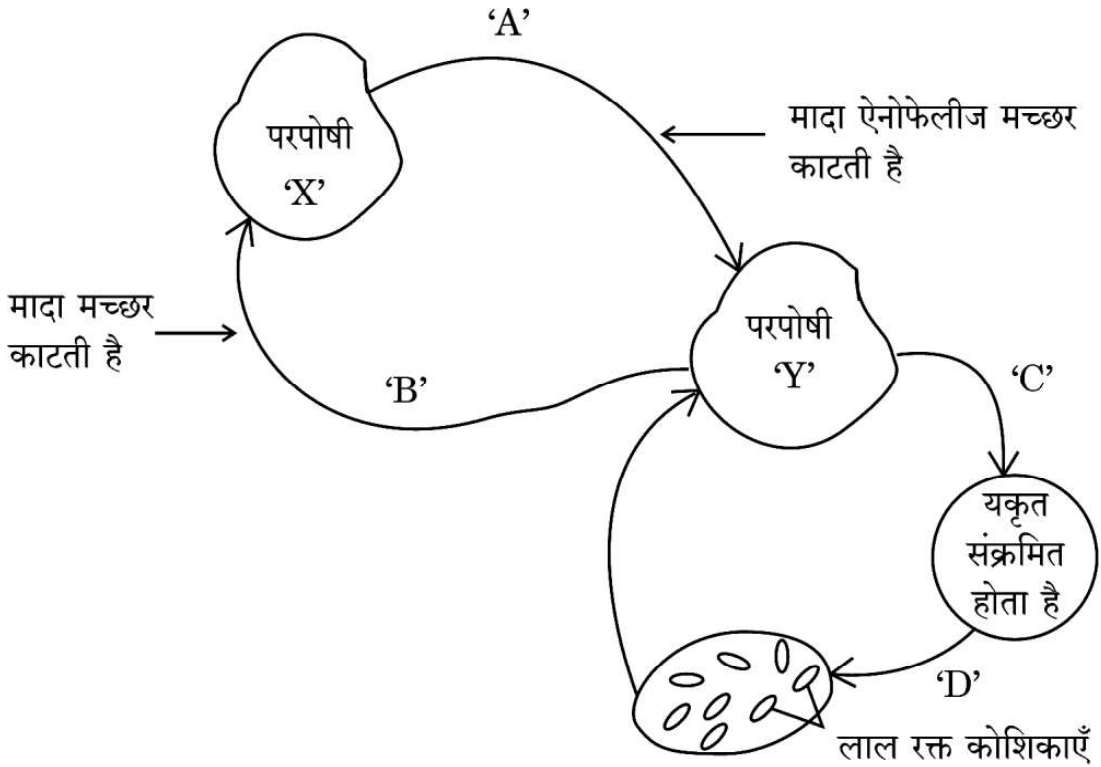 ‘A’
परपोषी
‘X’
मादा ऐनोफेलीज मच्छर
काटती है
मादा मच्छर
काटती है
परपोषी
‘Y’
‘B’
‘C’
यकृत
संक्रमित
होता है
‘D’
लाल रक्त कोशिकाएँ